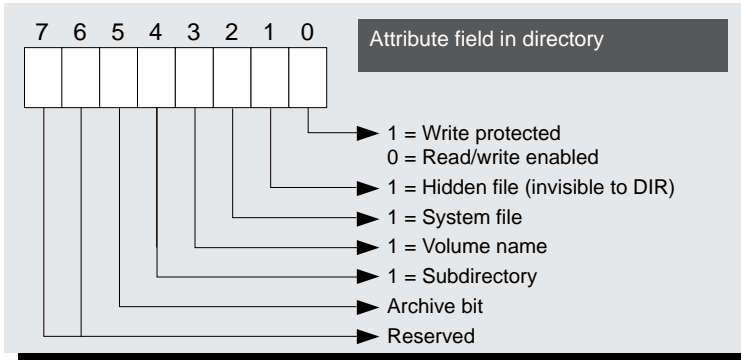 7 6 5 4 3 2 1 0
Attribute field in directory
1 = Write protected
0 = Read/write enabled
1 = Hidden file (invisible to DIR)
1 = System file
1 = Volume name
1 = Subdirectory
Archive bit
Reserved